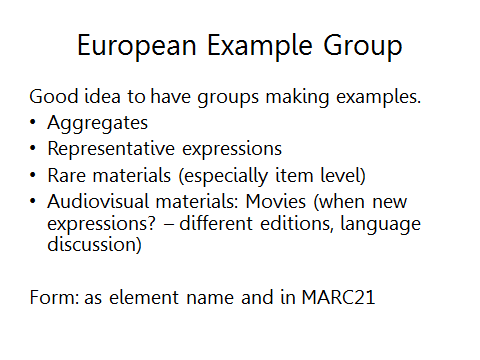 European Example Group
Good idea to have groups making examples.
• Aggregates
• Representative expressions
• Rare materials (especially item level)
• Audiovisual materials: Movies (when new
expressions? – different editions, language
discussion)
Form: as element name and in MARC21